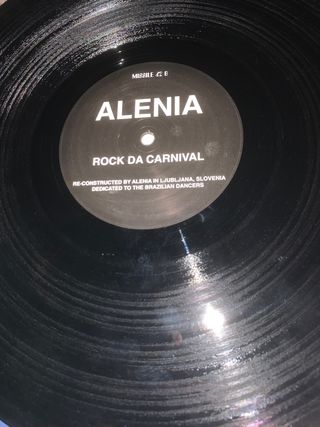 MISSILE
ALENIA
ROCK DA CARNIVAL
RE-CONSTRUCTED BY ALENIA IN LJUBLJANA, SLOVENIA
DEDICATED TO THE BRAZILIAN DANCERS